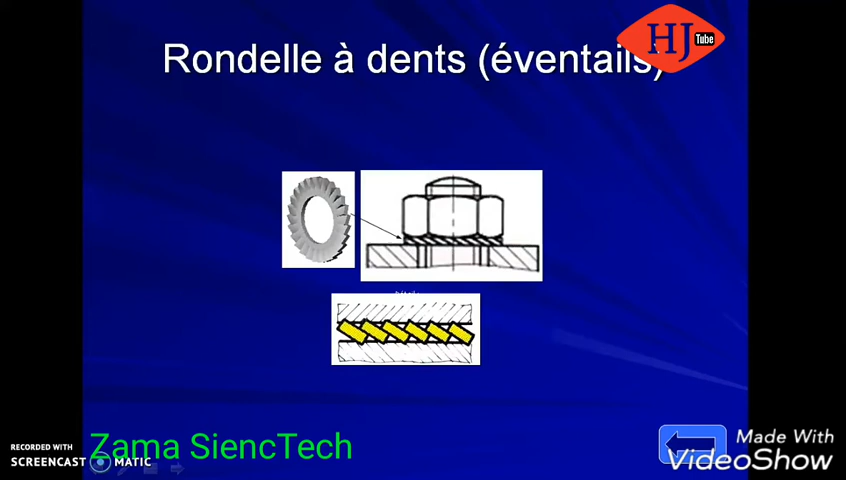 HJ
Tube
Rondelle à dents (éventails)
Zama SiencTech
RECORDED WITH
SCREENCAST MATIC
Made With
VideoShow